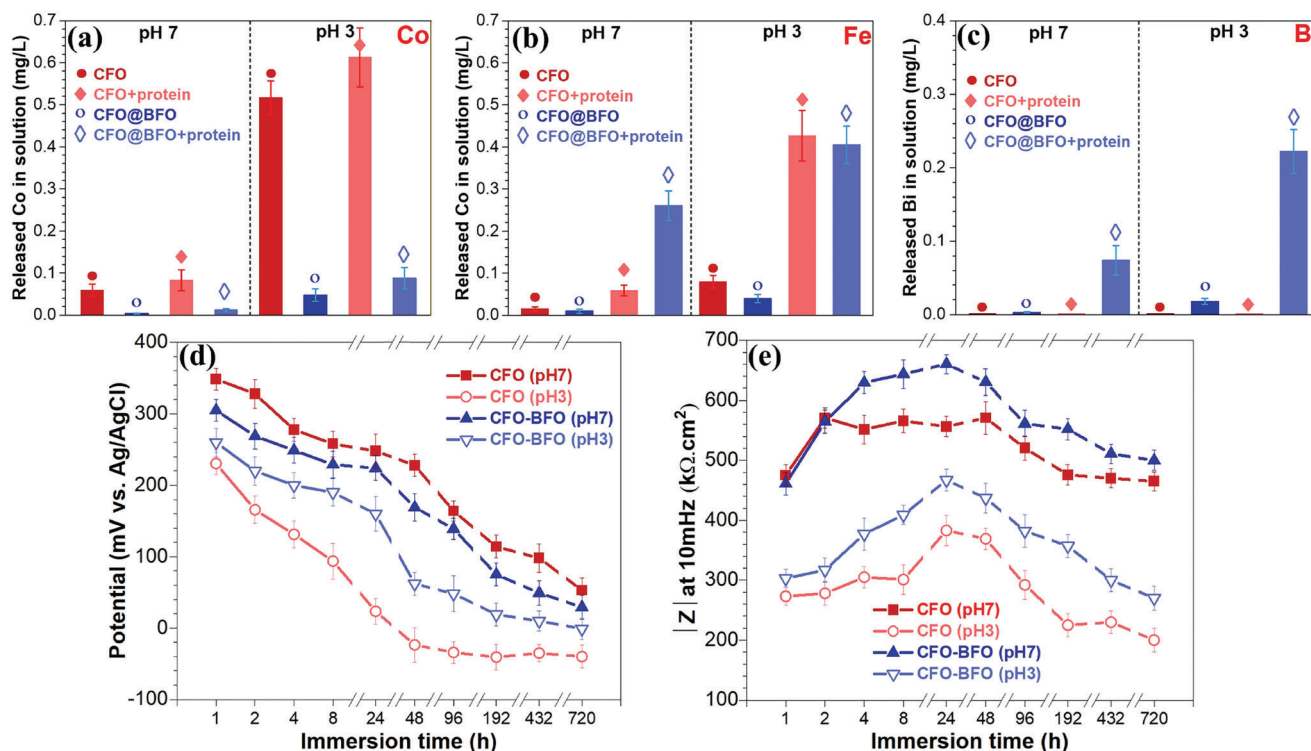 (a)
pH 7
pH 3
Co
CFO
CFO+protein
CFO@BFO
CFO@BFO+protein
Released Co in solution (mg/L)
0.7
0.6
0.5
0.4
0.3
0.2
0.1
0.0
(b)
pH 7
pH 3
Fe
CFO
CFO+protein
CFO@BFO
CFO@BFO+protein
Released Co in solution (mg/L)
0.7
0.6
0.5
0.4
0.3
0.2
0.1
0.0
(c)
pH 7
pH 3
B
CFO
CFO+protein
CFO@BFO
CFO@BFO+protein
Released Bi in solution (mg/L)
0.4
0.3
0.2
0.1
0.0
(d)
CFO (pH7)
CFO (pH3)
CFO-BFO (pH7)
CFO-BFO (pH3)
Potential (mV vs. Ag/AgCl)
400
300
200
100
0
-100
1 2 4 8 24 48 96 192 432 720
Immersion time (h)
(e)
CFO (pH7)
CFO (pH3)
CFO-BFO (pH7)
CFO-BFO (pH3)
|Z| at 10mHz (kΩ.cm²)
700
600
500
400
300
200
100
1 2 4 8 24 48 96 192 432 720
Immersion time (h)